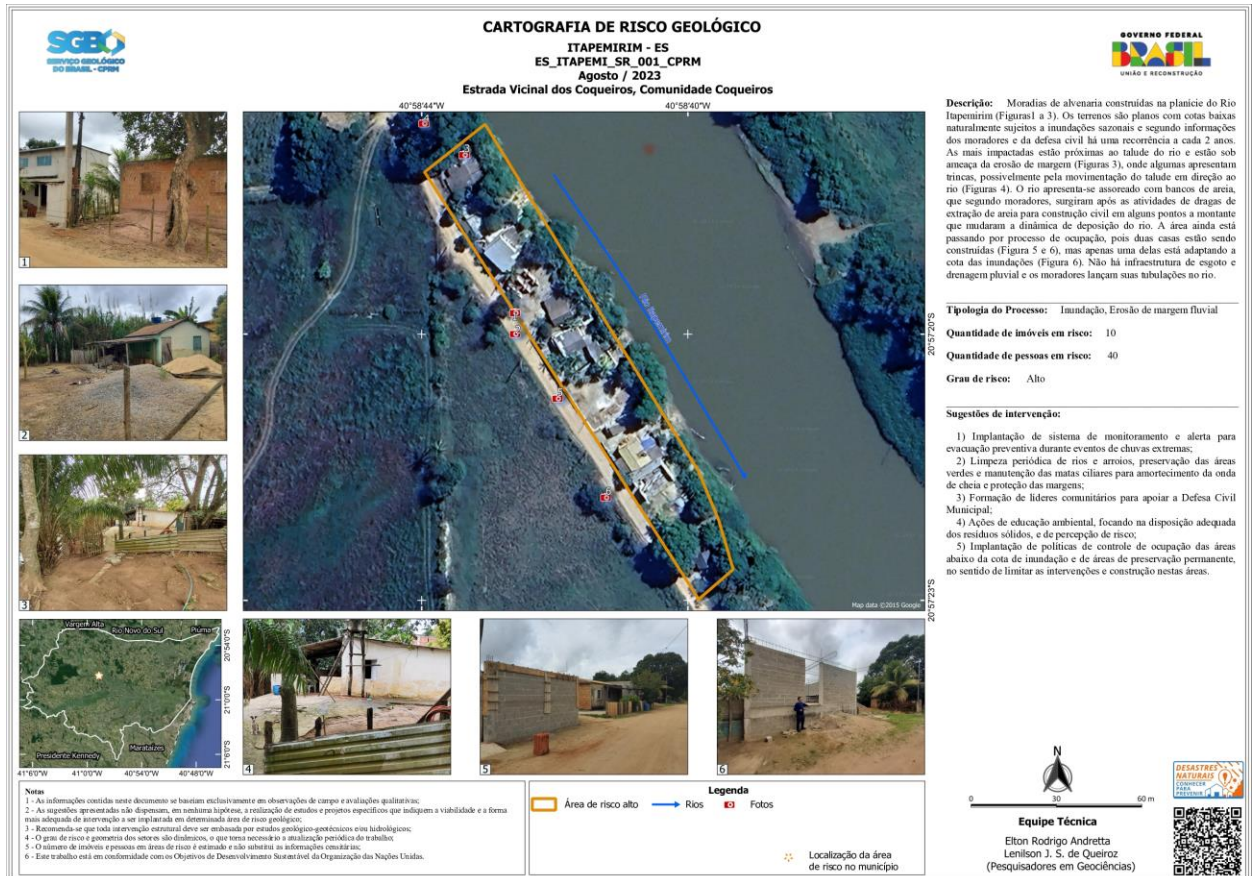 SGB
SERVIÇO GEOLÓGICO
DO BRASIL - CPRM
CARTOGRAFIA DE RISCO GEOLÓGICO
ITAPEMIRIM - ES
ES_ITAPEMI_SR_001_CPRM
Agosto / 2023
Estrada Vicinal dos Coqueiros, Comunidade Coqueiros
GOVERNO FEDERAL
BRASIL
UNIÃO E RECONSTRUÇÃO
40°58'44"W
40°58'40"W
20°57'20"S
20°57'23"S
Rio Itapemirim
Map data ©2015 Google
1
2
3
4
5
6
Descrição: Moradias de alvenaria construídas na planície do Rio
Itapemirim (Figuras1 a 3). Os terrenos são planos com cotas baixas
naturalmente sujeitos a inundações sazonais e segundo informações
dos moradores e da defesa civil há uma recorrência a cada 2 anos.
As mais impactadas estão próximas ao talude do rio e estão sob
ameaça da erosão de margem (Figuras 3), onde algumas apresentam
trincas, possivelmente pela movimentação do talude em direção ao
rio (Figuras 4). O rio apresenta-se assoreado com bancos de areia,
que segundo moradores, surgiram após as atividades de dragas de
extração de areia para construção civil em alguns pontos a montante
que mudaram a dinâmica de deposição do rio. A área ainda está
passando por processo de ocupação, pois duas casas estão sendo
construídas (Figura 5 e 6), mas apenas uma delas está adaptando a
cota das inundações (Figura 6). Não há infraestrutura de esgoto e
drenagem pluvial e os moradores lançam suas tubulações no rio.
Tipologia do Processo: Inundação, Erosão de margem fluvial
Quantidade de imóveis em risco: 10
Quantidade de pessoas em risco: 40
Grau de risco: Alto
Sugestões de intervenção:
1) Implantação de sistema de monitoramento e alerta para
evacuação preventiva durante eventos de chuvas extremas;
2) Limpeza periódica de rios e arroios, preservação das áreas
verdes e manutenção das matas ciliares para amortecimento da onda
de cheia e proteção das margens;
3) Formação de líderes comunitários para apoiar a Defesa Civil
Municipal;
4) Ações de educação ambiental, focando na disposição adequada
dos resíduos sólidos, e de percepção de risco;
5) Implantação de políticas de controle de ocupação das áreas
abaixo da cota de inundação e de áreas de preservação permanente,
no sentido de limitar as intervenções e construção nestas áreas.
Vargem Alta
Rio Novo do Sul
Piúma
Presidente Kennedy
Marataízes
20°54'0"S
21°0'0"S
21°6'0"S
41°6'0"W
41°0'0"W
40°54'0"W
40°48'0"W
Notas
1 - As informações contidas neste documento se baseiam exclusivamente em observações de campo e avaliações qualitativas;
2 - As sugestões apresentadas não dispensam, em nenhuma hipótese, a realização de estudos e projetos específicos que indiquem a viabilidade e a forma
mais adequada de intervenção a ser implantada em determinada área de risco geológico;
3 - Recomenda-se que toda intervenção estrutural deve ser embasada por estudos geológico-geotécnicos e/ou hidrológicos;
4 - O grau de risco e geometria dos setores são dinâmicos, o que torna necessário a atualização periódica do trabalho;
5 - O número de imóveis e pessoas em áreas de risco é estimado e não substitui as informações censitárias;
6 - Este trabalho está em conformidade com os Objetivos de Desenvolvimento Sustentável da Organização das Nações Unidas.
Legenda
Área de risco alto
Rios
Fotos
Localização da área
de risco no município
N
0
30
60 m
Equipe Técnica
Elton Rodrigo Andretta
Lenilson J. S. de Queiroz
(Pesquisadores em Geociências)
DESASTRES
NATURAIS
CONHECER
PARA
PREVENIR